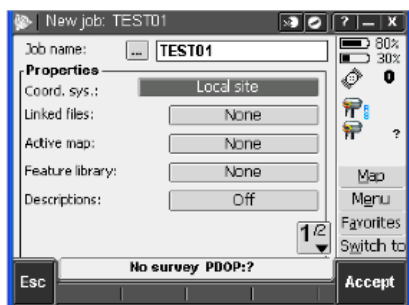 New job: TEST01
? – X
Job name: ... TEST01
80%
30%
Properties
Coord. sys.: Local site
0
Linked files: None
Active map: None
?
Feature library: None
Map
Descriptions: Off
Menu
Favorites
1/2
Switch to
No survey PDOP:?
Esc
Accept